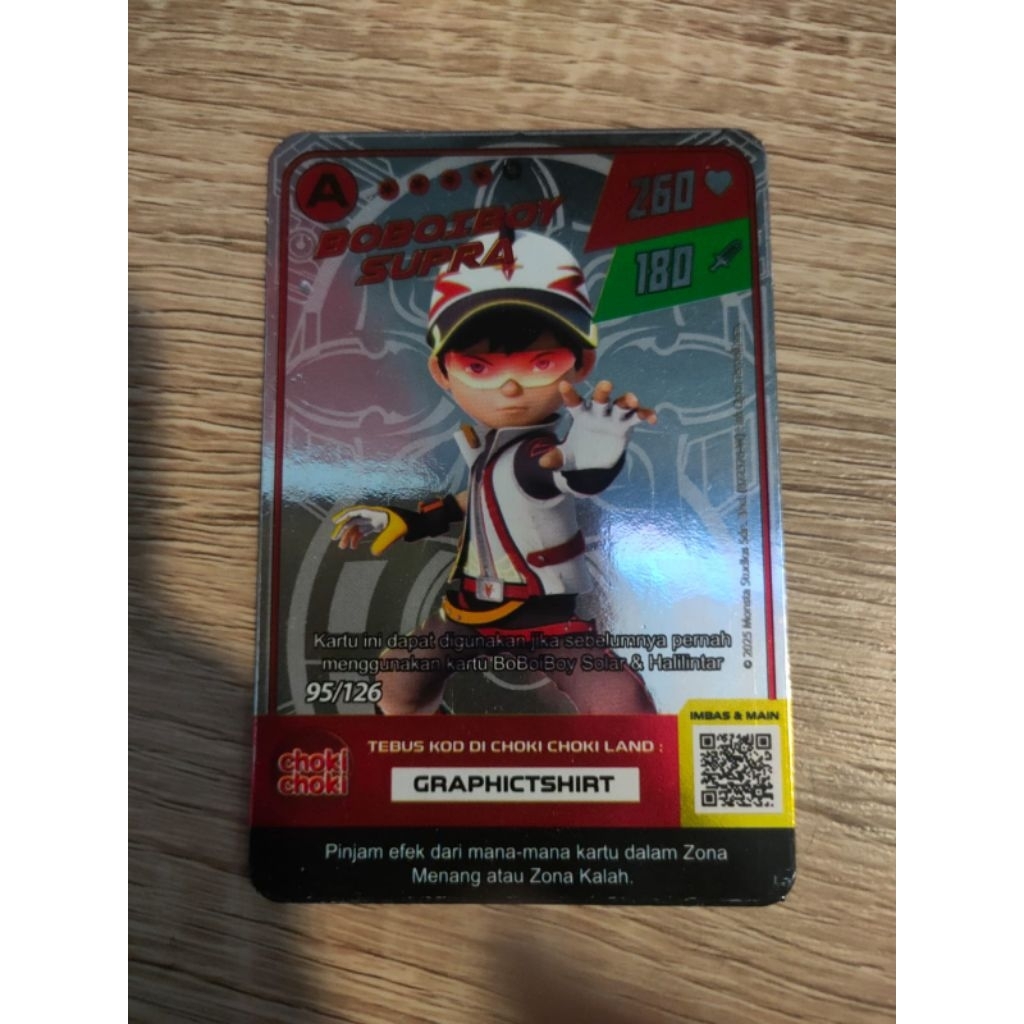 A
260
BOBOIBOY
SUPRA
180
© 2025 Monsta Studios Sdn. Bhd.
Kartu ini dapat digunakan jika sebelumnya pernah
menggunakan kartu BoBoiBoy Solar & Halilintar
95/126
IMBAS & MAIN
choki
choki
TEBUS KOD DI CHOKI CHOKI LAND :
GRAPHICTSHIRT
Pinjam efek dari mana-mana kartu dalam Zona
Menang atau Zona Kalah.